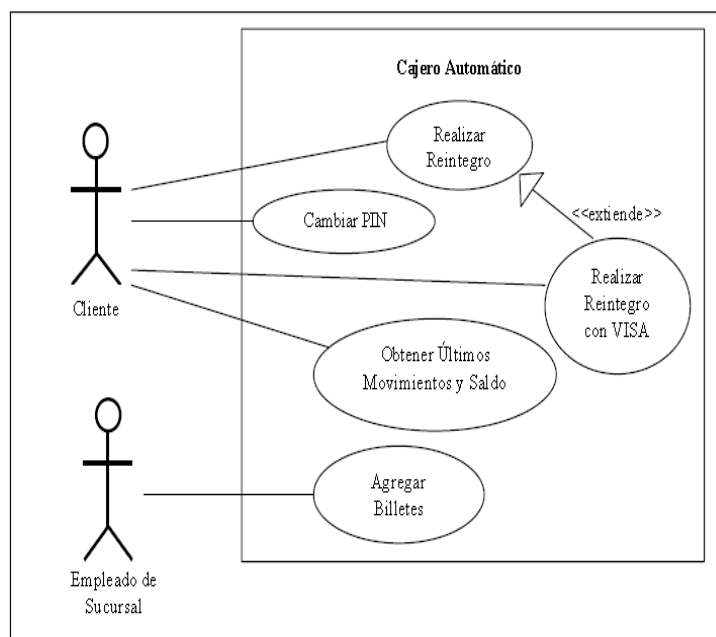 Cajero Automático
Realizar
Reintegro
<<extiende>>
Cambiar PIN
Realizar
Reintegro
con VISA
Cliente
Obtener Últimos
Movimientos y Saldo
Agregar
Billetes
Empleado de
Sucursal